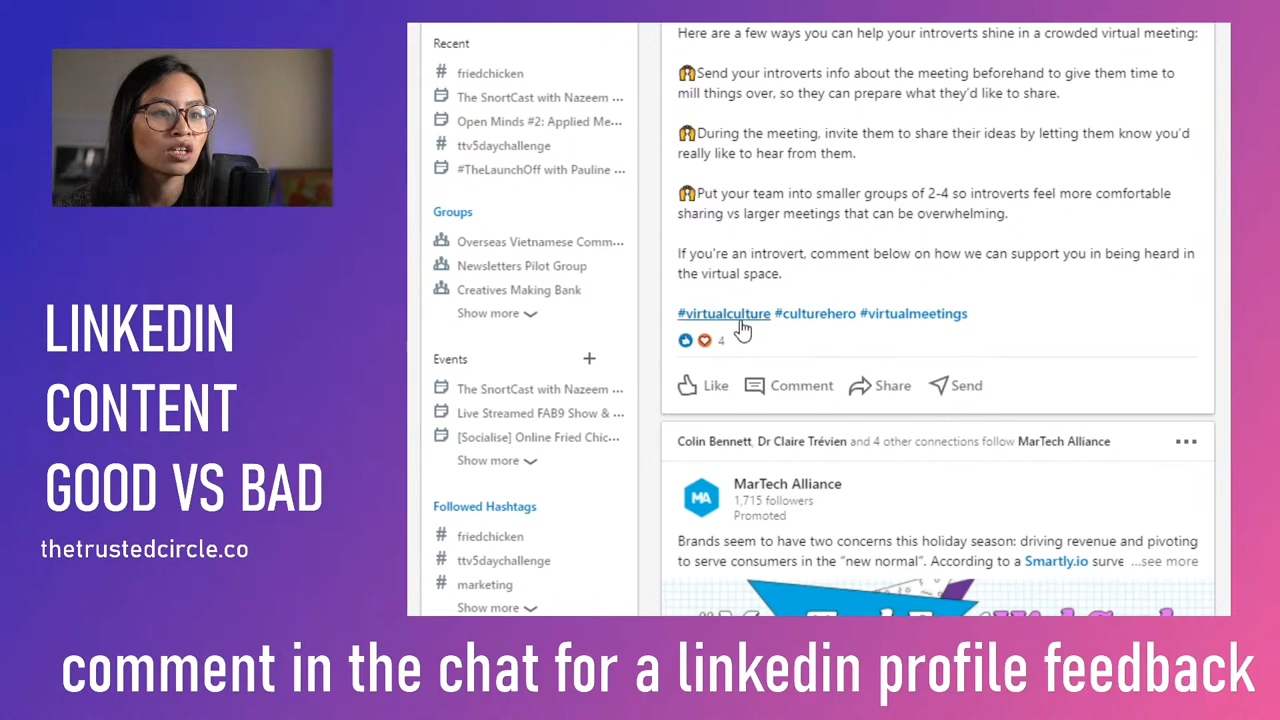 LINKEDIN
CONTENT
GOOD VS BAD
thetrustedcircle.co
Recent
# friedchicken
The SnortCast with Nazeem ...
Open Minds #2: Applied Me...
# ttv5daychallenge
#TheLaunchOff with Pauline ...
Groups
Overseas Vietnamese Comm...
Newsletters Pilot Group
Creatives Making Bank
Show more
Events +
The SnortCast with Nazeem ...
Live Streamed FAB9 Show & ...
[Socialise] Online Fried Chic...
Show more
Followed Hashtags
# friedchicken
# ttv5daychallenge
# marketing
Show more
Here are a few ways you can help your introverts shine in a crowded virtual meeting:
Send your introverts info about the meeting beforehand to give them time to
mill things over, so they can prepare what they'd like to share.
During the meeting, invite them to share their ideas by letting them know you'd
really like to hear from them.
Put your team into smaller groups of 2-4 so introverts feel more comfortable
sharing vs larger meetings that can be overwhelming.
If you're an introvert, comment below on how we can support you in being heard in
the virtual space.
#virtualculture #culturehero #virtualmeetings
4
Like Comment Share Send
Colin Bennett, Dr Claire Trévien and 4 other connections follow MarTech Alliance
MA
MarTech Alliance
1,715 followers
Promoted
Brands seem to have two concerns this holiday season: driving revenue and pivoting
to serve consumers in the “new normal”. According to a Smartly.io surve ...see more
comment in the chat for a linkedin profile feedback